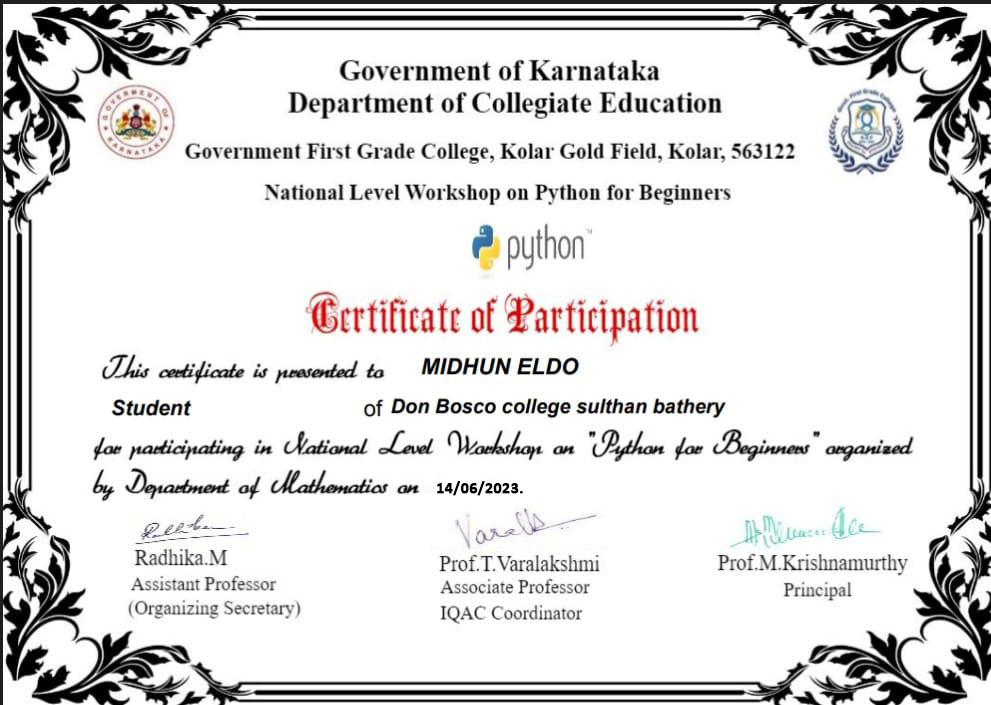 Government of Karnataka
Department of Collegiate Education
GOVERNMENT OF KARNATAKA
Government First Grade College, Kolar Gold Field, Kolar, 563122
National Level Workshop on Python for Beginners
python™
Certificate of Participation
This certificate is presented to MIDHUN ELDO
Student of Don Bosco college sulthan bathery
for participating in National Level Workshop on "Python for Beginners" organized
by Department of Mathematics on 14/06/2023.
Radhika.M
Assistant Professor
(Organizing Secretary)
Varalk
Prof.T.Varalakshmi
Associate Professor
IQAC Coordinator
Prof.M.Krishnamurthy
Principal